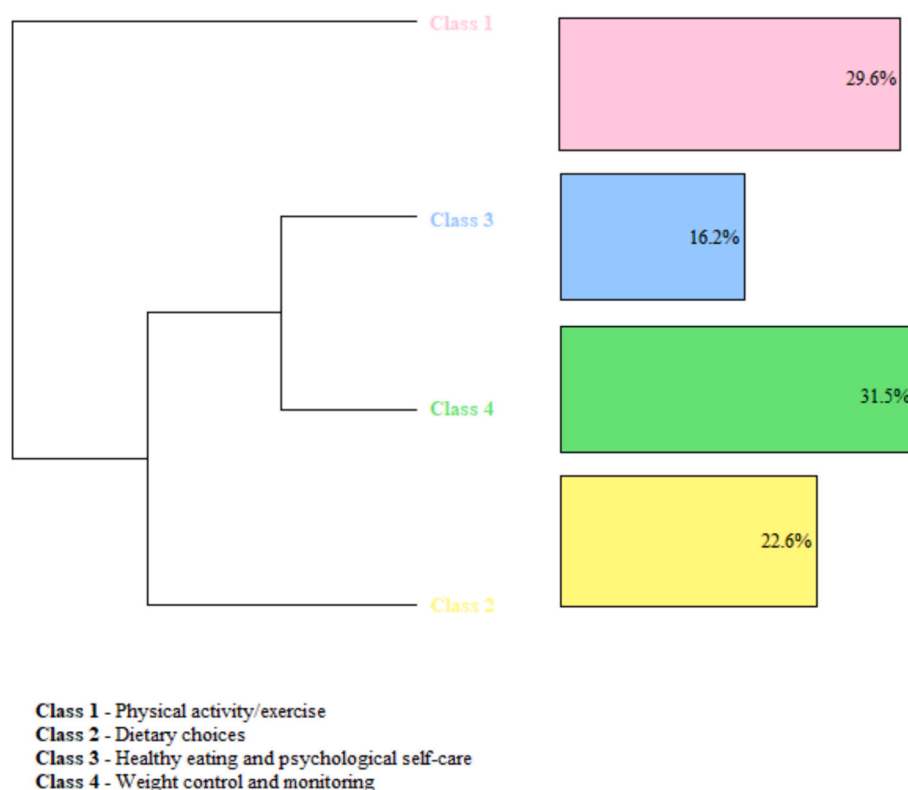 Class 1
29.6%
Class 3
16.2%
Class 4
31.5%
22.6%
Class 2
Class 1 - Physical activity/exercise
Class 2 - Dietary choices
Class 3 - Healthy eating and psychological self-care
Class 4 - Weight control and monitoring